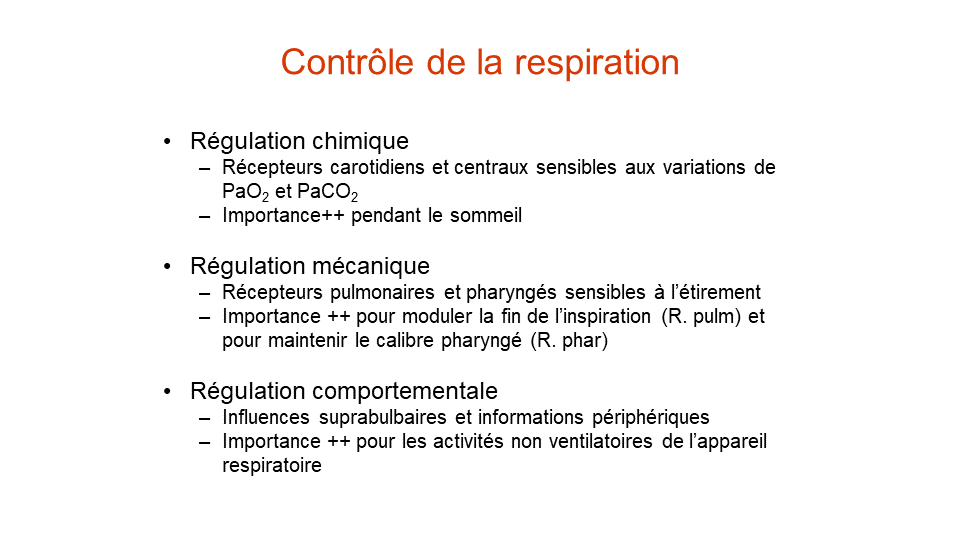 Contrôle de la respiration
• Régulation chimique
– Récepteurs carotidiens et centraux sensibles aux variations de
PaO₂ et PaCO₂
– Importance++ pendant le sommeil
• Régulation mécanique
– Récepteurs pulmonaires et pharyngés sensibles à l’étirement
– Importance ++ pour moduler la fin de l’inspiration (R. pulm) et
pour maintenir le calibre pharyngé (R. phar)
• Régulation comportementale
– Influences suprabulbaires et informations périphériques
– Importance ++ pour les activités non ventilatoires de l’appareil
respiratoire